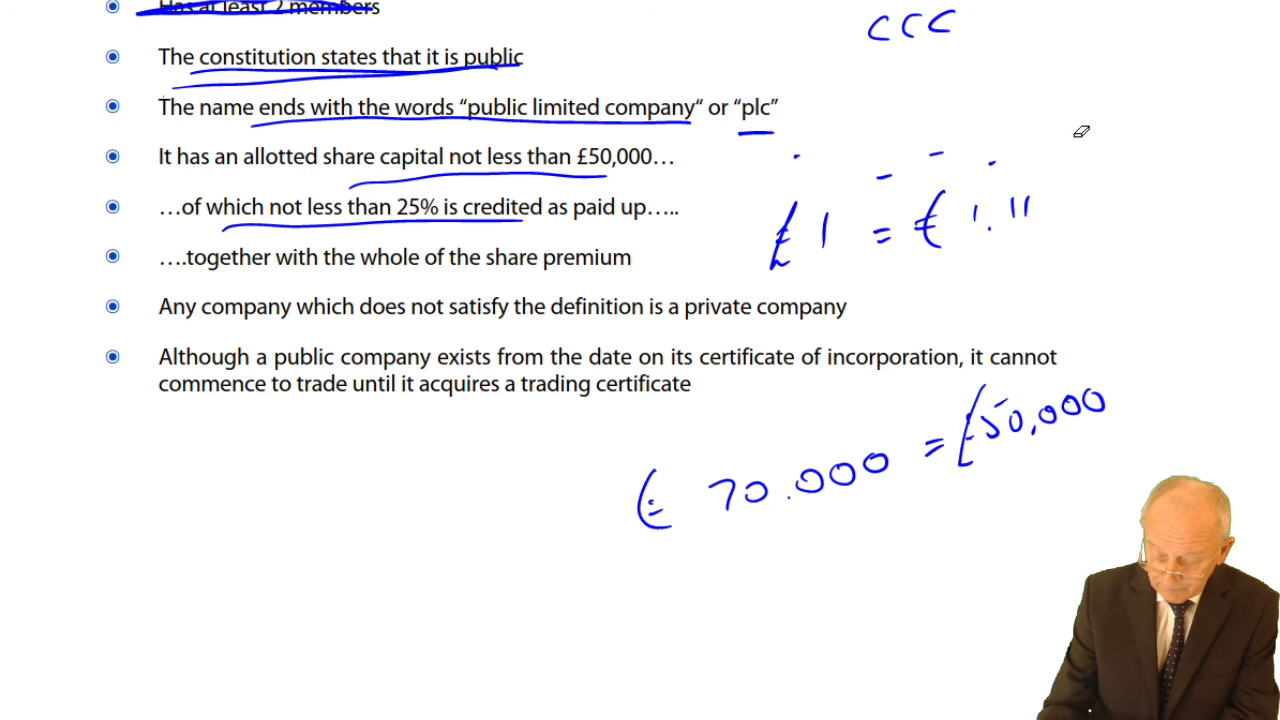 Has at least 2 members
CCC
The constitution states that it is public
The name ends with the words “public limited company“ or “plc”
It has an allotted share capital not less than £50,000…
…of which not less than 25% is credited as paid up…..
£1 = € 1.11
….together with the whole of the share premium
Any company which does not satisfy the definition is a private company
Although a public company exists from the date on its certificate of incorporation, it cannot
commence to trade until it acquires a trading certificate
€ 70.000 = £50,000